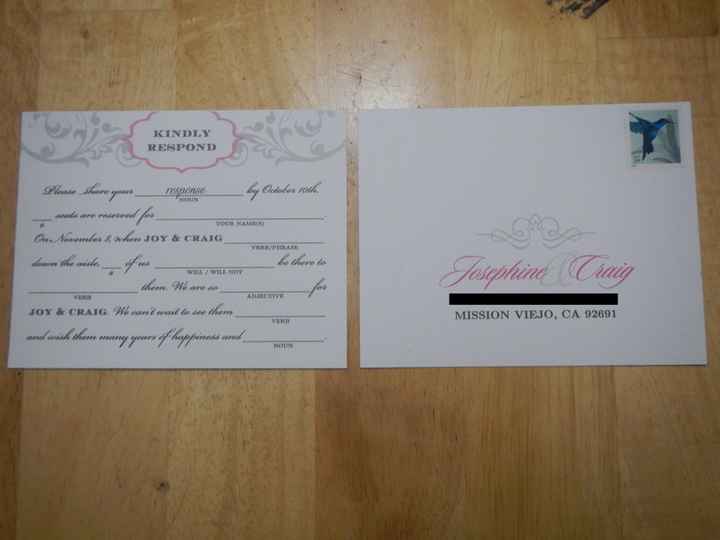 KINDLY
RESPOND
Please share your response by October 10th.
NOUN
# seats are reserved for .
YOUR NAME(S)
On November 8, when JOY & CRAIG
VERB/PHRASE
down the aisle, # of us be there to
WILL / WILL NOT
them. We are so for
VERB ADJECTIVE
JOY & CRAIG. We can't wait to see them
VERB
and wish them many years of happiness and .
NOUN
Josephine & Craig
MISSION VIEJO, CA 92691